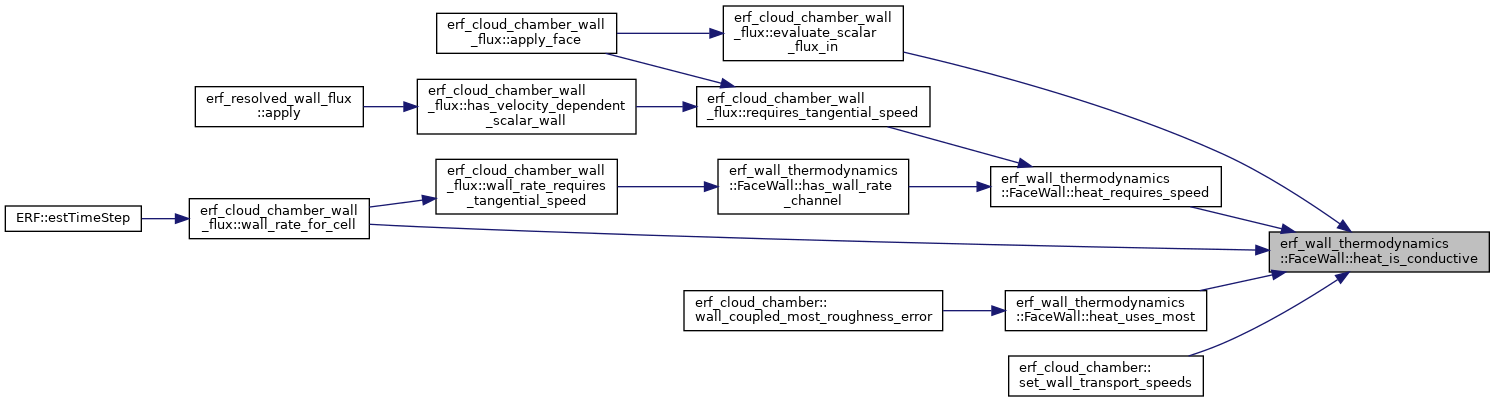 erf_cloud_chamber_wall
_flux::apply_face
erf_cloud_chamber_wall
_flux::evaluate_scalar
_flux_in
erf_resolved_wall_flux
::apply
erf_cloud_chamber_wall
_flux::has_velocity_dependent
_scalar_wall
erf_cloud_chamber_wall
_flux::requires_tangential_speed
erf_cloud_chamber_wall
_flux::wall_rate_requires
_tangential_speed
erf_wall_thermodynamics
::FaceWall::has_wall_rate
_channel
erf_wall_thermodynamics
::FaceWall::heat_requires_speed
ERF::estTimeStep
erf_cloud_chamber_wall
_flux::wall_rate_for_cell
erf_wall_thermodynamics
::FaceWall::heat_is_conductive
erf_cloud_chamber::
wall_coupled_most_roughness_error
erf_wall_thermodynamics
::FaceWall::heat_uses_most
erf_cloud_chamber::
set_wall_transport_speeds